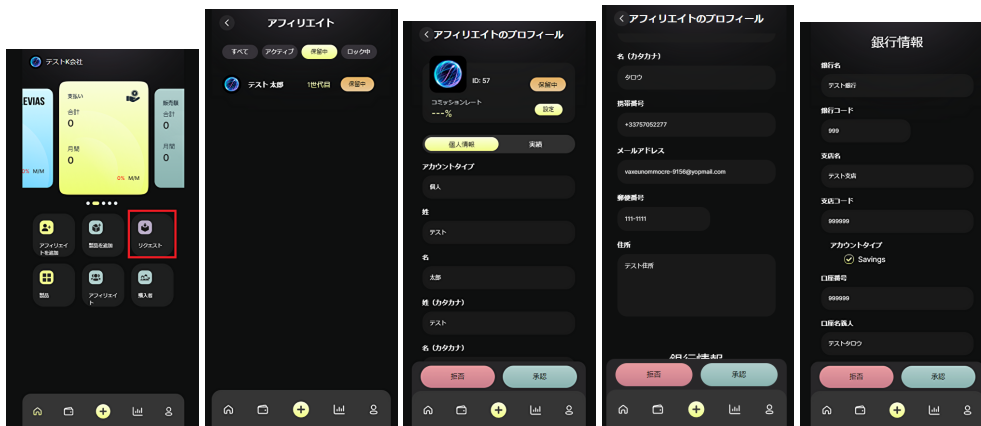 テストK会社
EVIAS
0% M/M
支払い
合計
0
月間
0
0% M/M
販売額
合計
0
月間
0
アフィリエイトを追加
製品を追加
リクエスト
製品
アフィリエイト
購入者
アフィリエイト
すべて
アクティブ
保留中
ロック中
テスト 太郎
1世代目
保留中
アフィリエイトのプロフィール
ID: 57
保留中
コミッションレート
---%
設定
個人情報
実績
アカウントタイプ
個人
姓
テスト
名
太郎
姓（カタカナ）
テスト
名（カタカナ）
拒否
承認
アフィリエイトのプロフィール
名（カタカナ）
タロウ
携帯番号
+33757052277
メールアドレス
vaxeunommocre-9156@yopmail.com
郵便番号
111-1111
住所
テスト住所
銀行情報
拒否
承認
銀行情報
銀行名
テスト銀行
銀行コード
999
支店名
テスト支店
支店コード
999999
アカウントタイプ
Savings
口座番号
999999
口座名義人
テストタロウ
拒否
承認